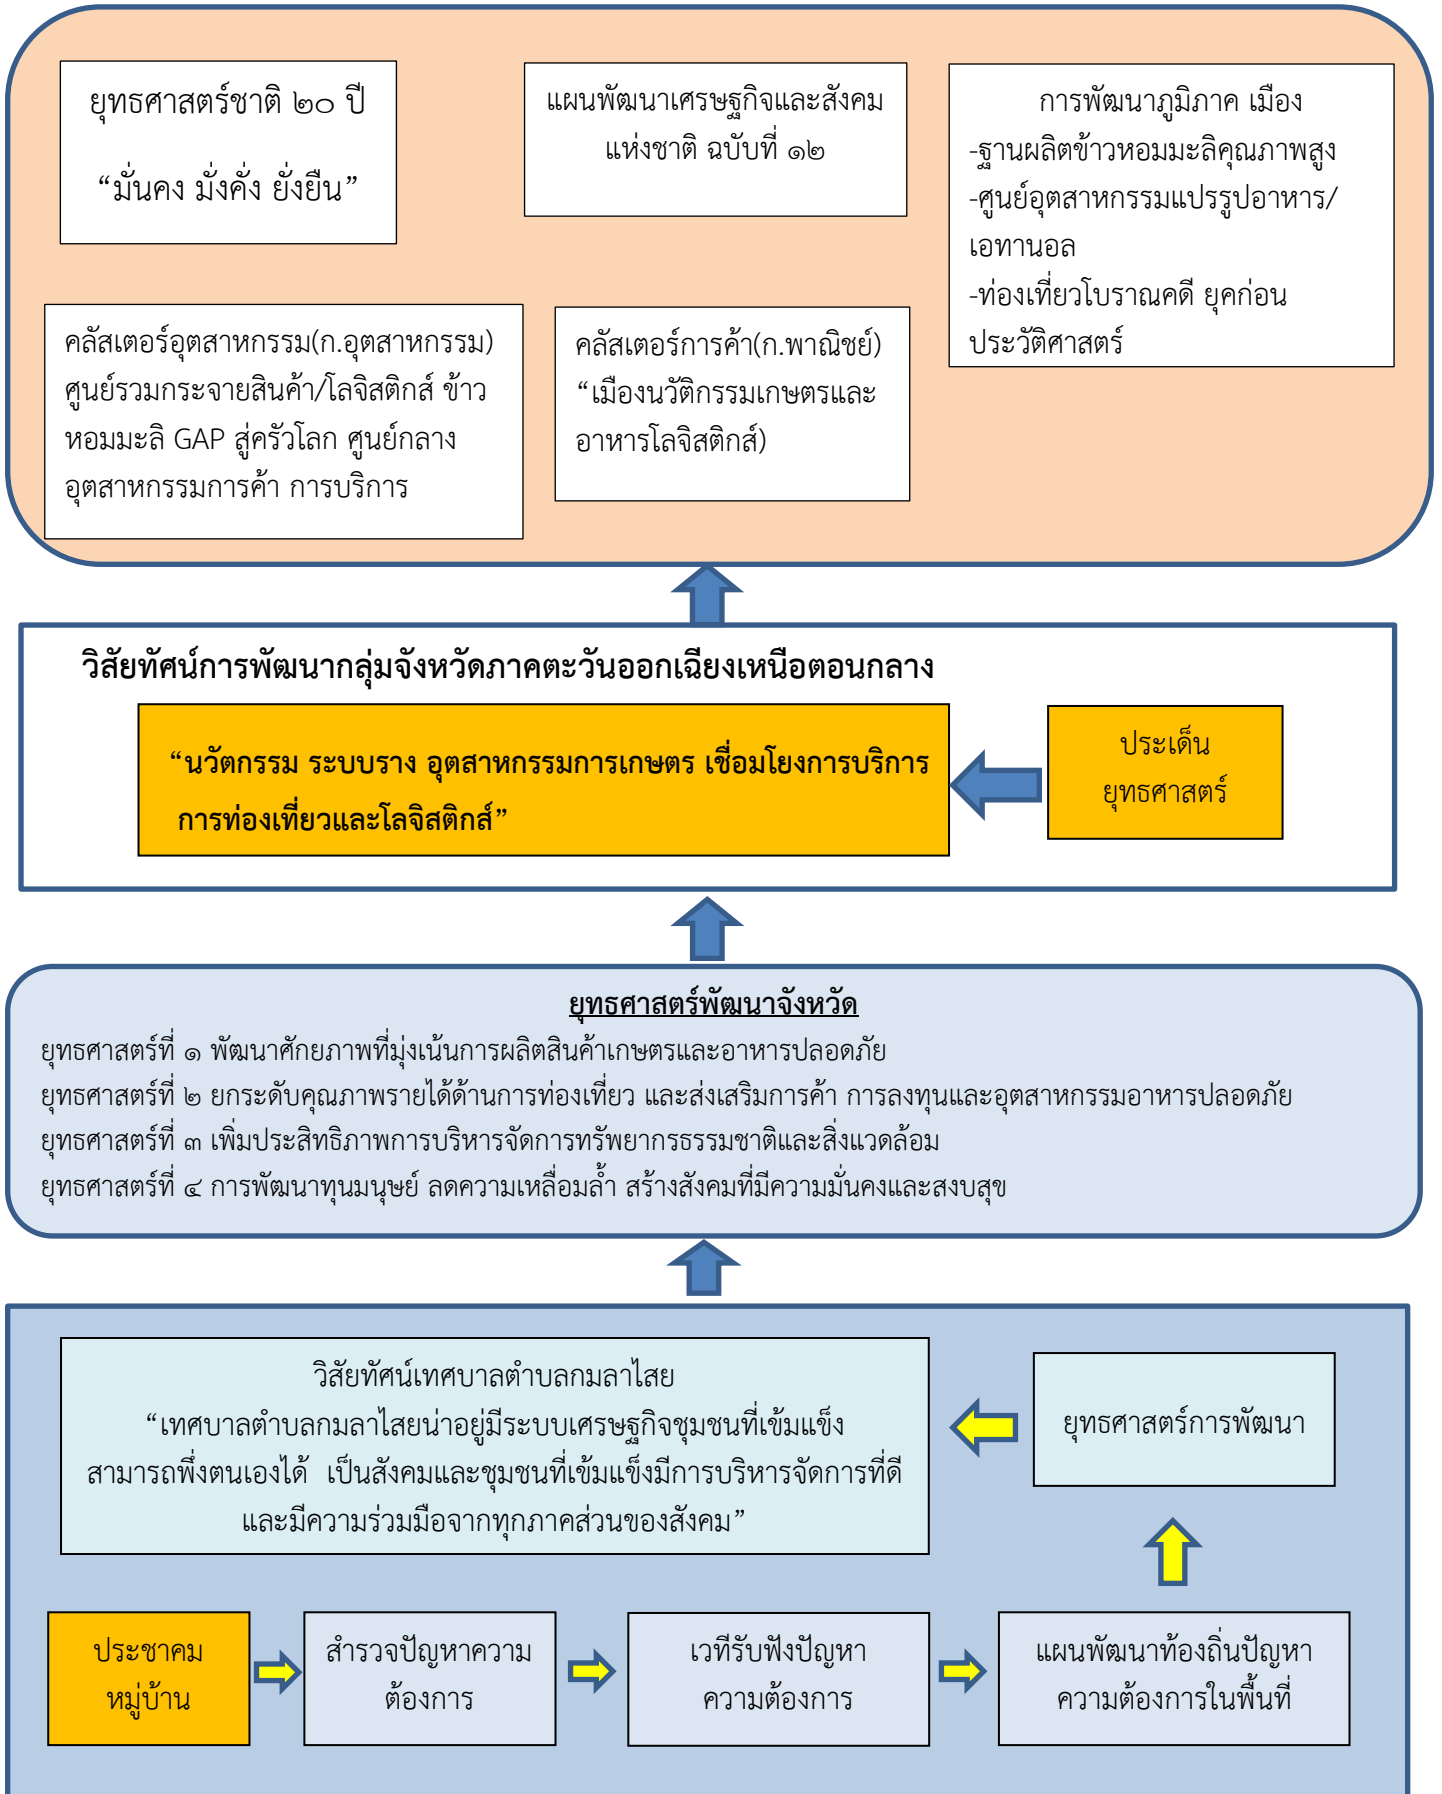 ยุทธศาสตร์ชาติ ๒๐ ปี
“มั่นคง มั่งคั่ง ยั่งยืน”
แผนพัฒนาเศรษฐกิจและสังคม
แห่งชาติ ฉบับที่ ๑๒
การพัฒนาภูมิภาค เมือง
-ฐานผลิตข้าวหอมมะลิคุณภาพสูง
-ศูนย์อุตสาหกรรมแปรรูปอาหาร/
เอทานอล
-ท่องเที่ยวโบราณคดี ยุคก่อน
ประวัติศาสตร์
คลัสเตอร์อุตสาหกรรม(ก.อุตสาหกรรม)
ศูนย์รวมกระจายสินค้า/โลจิสติกส์ ข้าว
หอมมะลิ GAP สู่ครัวโลก ศูนย์กลาง
อุตสาหกรรมการค้า การบริการ
คลัสเตอร์การค้า(ก.พาณิชย์)
“เมืองนวัติกรรมเกษตรและ
อาหารโลจิสติกส์)
วิสัยทัศน์การพัฒนากลุ่มจังหวัดภาคตะวันออกเฉียงเหนือตอนกลาง
“นวัตกรรม ระบบราง อุตสาหกรรมการเกษตร เชื่อมโยงการบริการ
การท่องเที่ยวและโลจิสติกส์”
ประเด็น
ยุทธศาสตร์
ยุทธศาสตร์พัฒนาจังหวัด
ยุทธศาสตร์ที่ ๑ พัฒนาศักยภาพที่มุ่งเน้นการผลิตสินค้าเกษตรและอาหารปลอดภัย
ยุทธศาสตร์ที่ ๒ ยกระดับคุณภาพรายได้ด้านการท่องเที่ยว และส่งเสริมการค้า การลงทุนและอุตสาหกรรมอาหารปลอดภัย
ยุทธศาสตร์ที่ ๓ เพิ่มประสิทธิภาพการบริหารจัดการทรัพยากรธรรมชาติและสิ่งแวดล้อม
ยุทธศาสตร์ที่ ๔ การพัฒนาทุนมนุษย์ ลดความเหลื่อมล้ำ สร้างสังคมที่มีความมั่นคงและสงบสุข
วิสัยทัศน์เทศบาลตำบลกมลาไสย
“เทศบาลตำบลกมลาไสยน่าอยู่มีระบบเศรษฐกิจชุมชนที่เข้มแข็ง
สามารถพึ่งตนเองได้  เป็นสังคมและชุมชนที่เข้มแข็งมีการบริหารจัดการที่ดี
และมีความร่วมมือจากทุกภาคส่วนของสังคม”
ยุทธศาสตร์การพัฒนา
ประชาคม
หมู่บ้าน
สำรวจปัญหาความ
ต้องการ
เวทีรับฟังปัญหา
ความต้องการ
แผนพัฒนาท้องถิ่นปัญหา
ความต้องการในพื้นที่